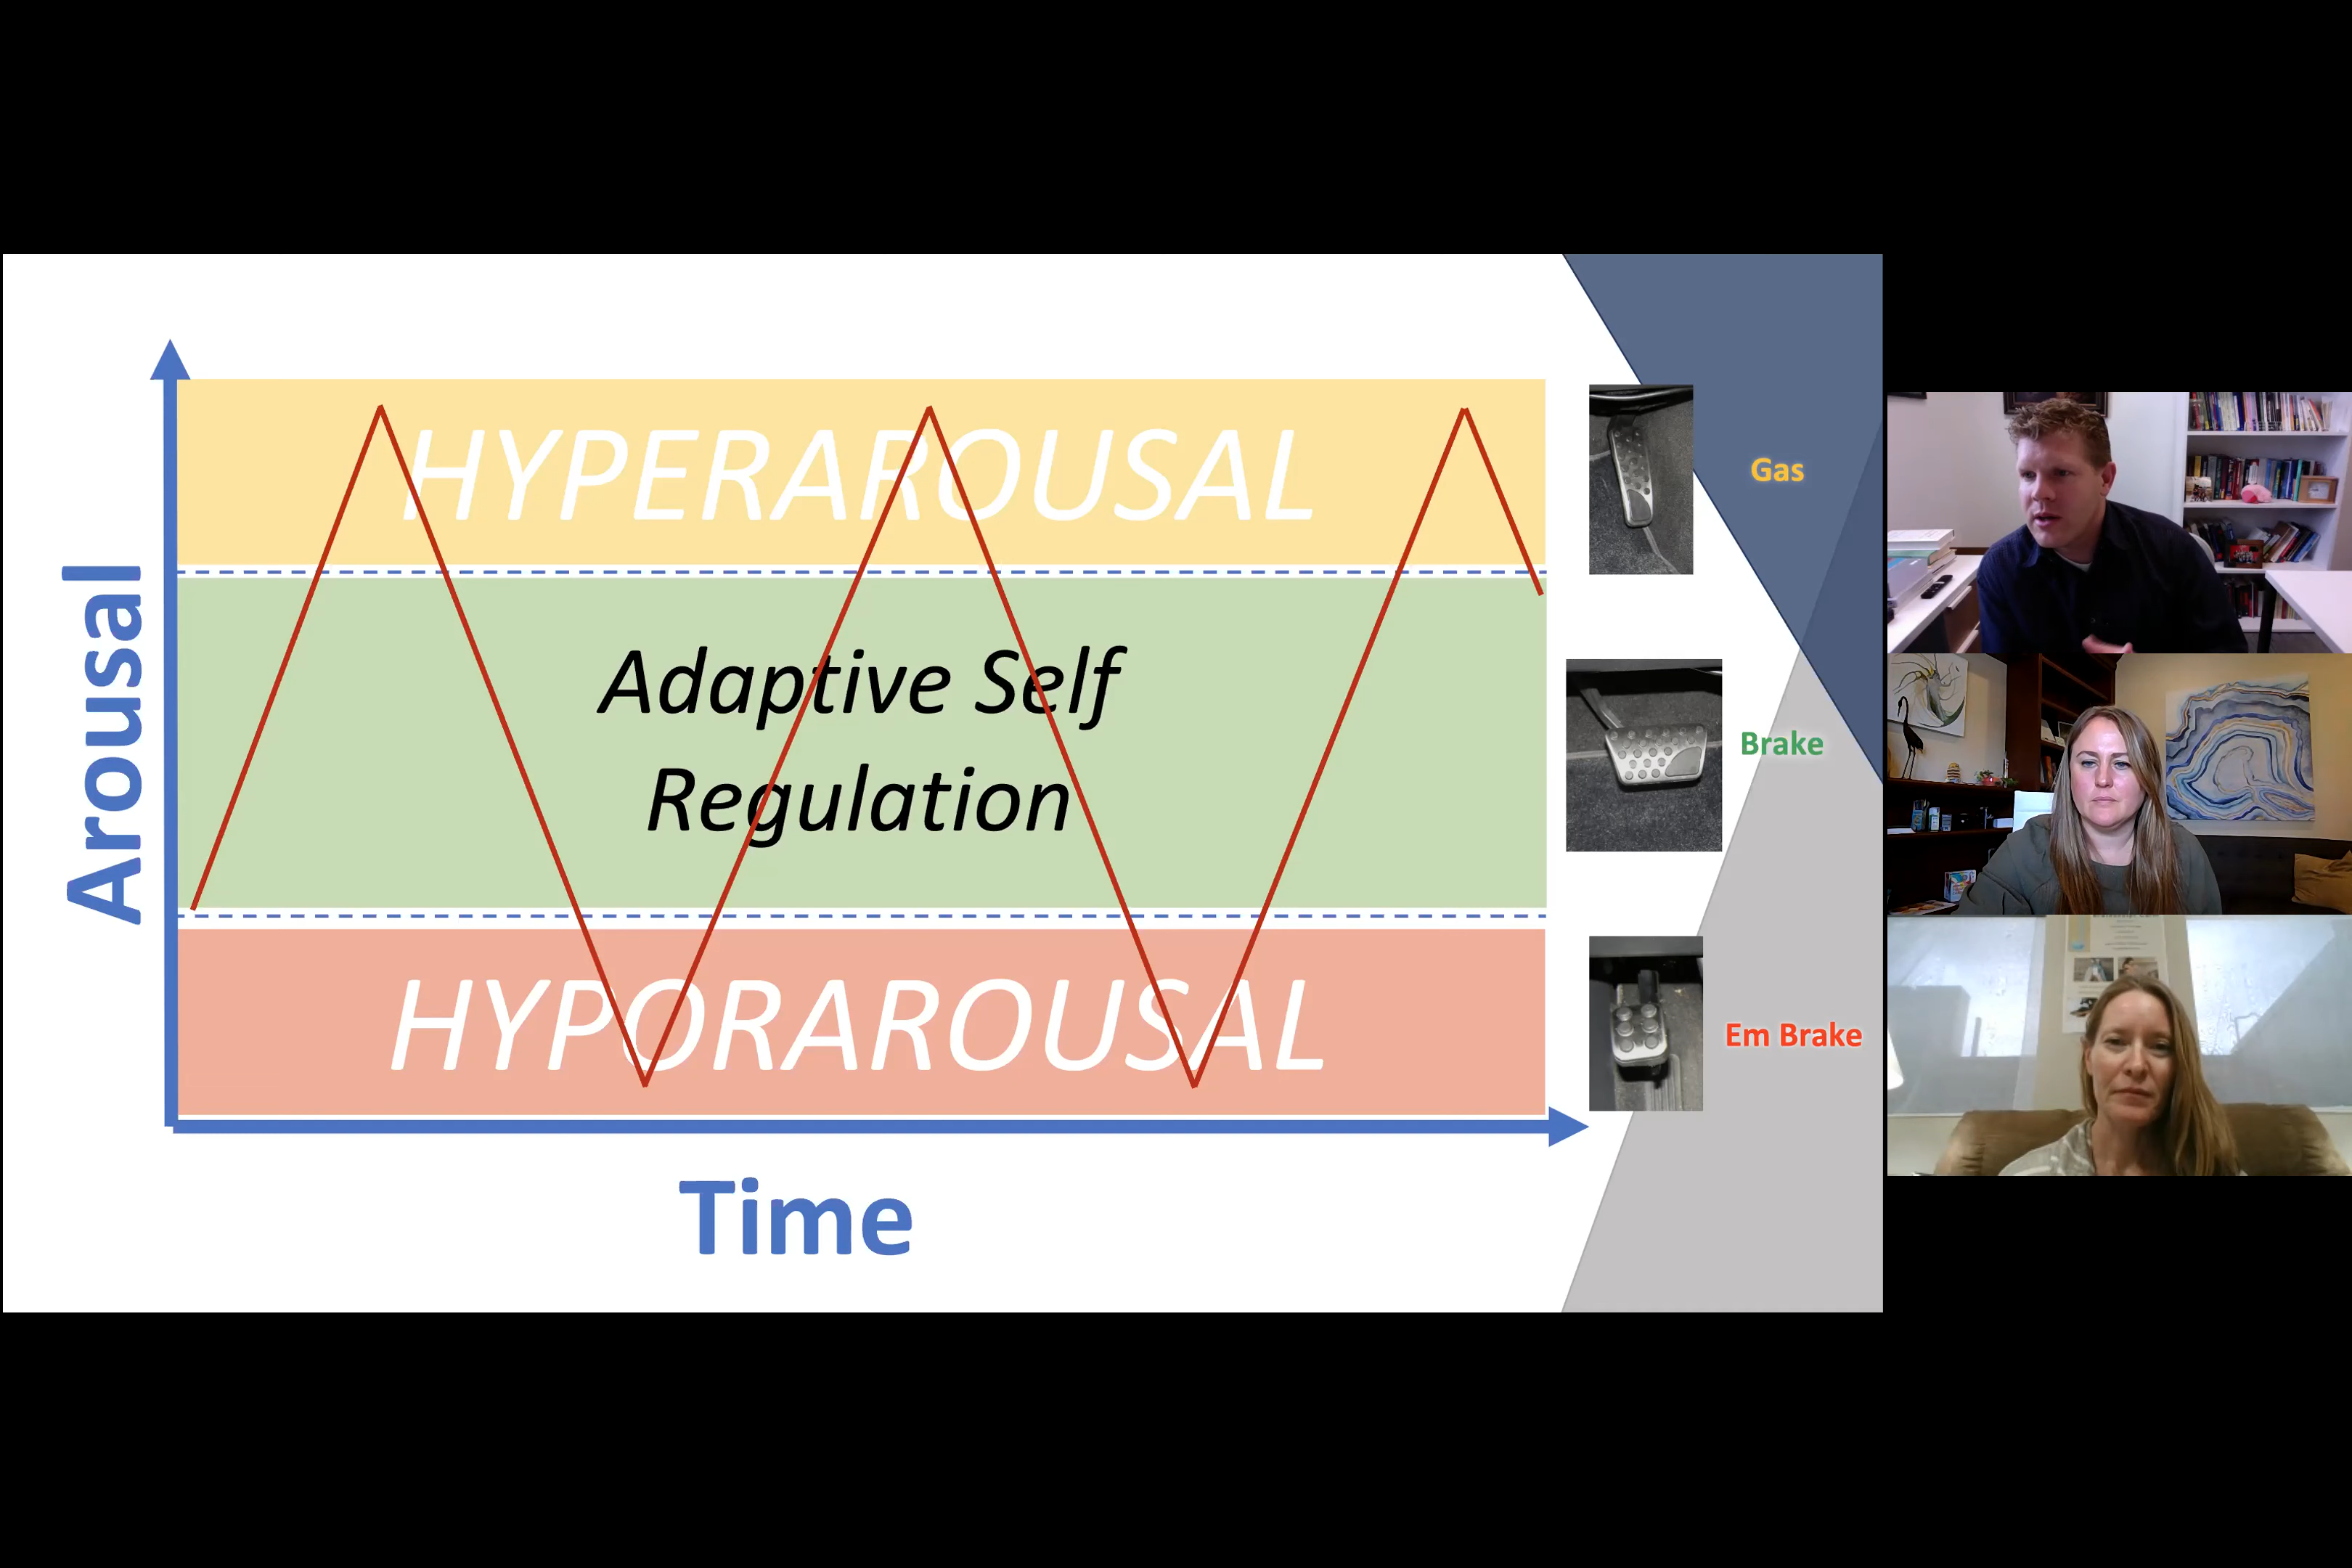 Arousal
HYPERAROUSAL
Adaptive Self
Regulation
HYPORAROUSAL
Time
Gas
Brake
Em Brake